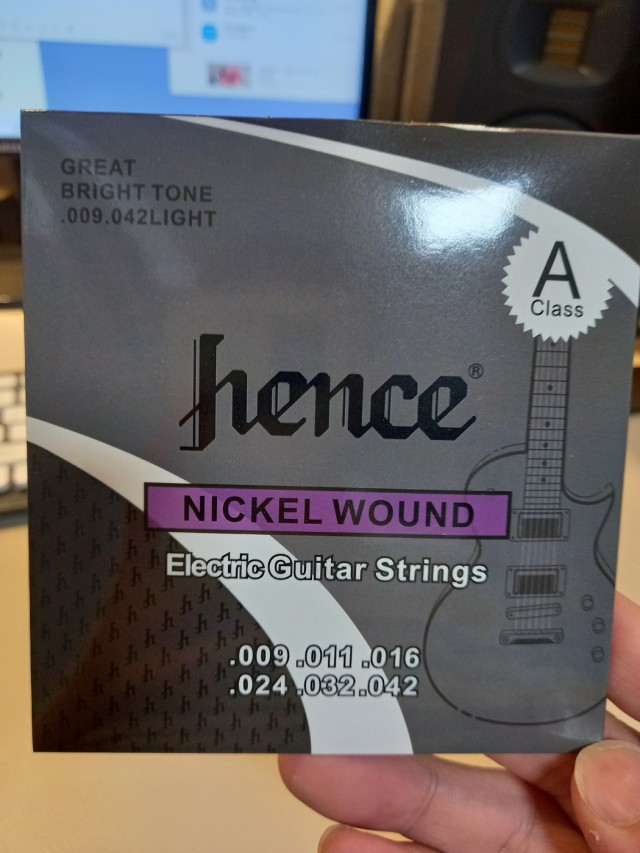 GREAT
BRIGHT TONE
.009.042LIGHT
A
Class
hence®
NICKEL WOUND
Electric Guitar Strings
.009 .011 .016
.024 .032 .042